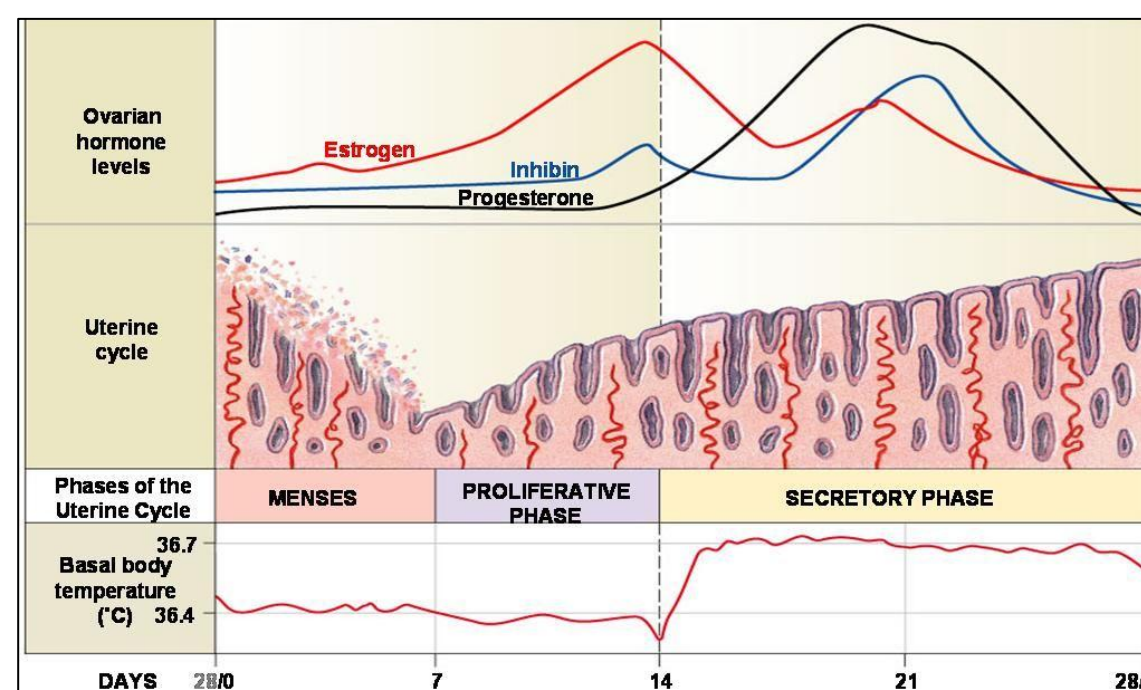 Ovarian
hormone
levels
Estrogen
Inhibin
Progesterone
Uterine
cycle
Phases of the
Uterine Cycle
MENSES
PROLIFERATIVE
PHASE
SECRETORY PHASE
Basal body
temperature
(°C)
36.7
36.4
DAYS
28/0
7
14
21
28/